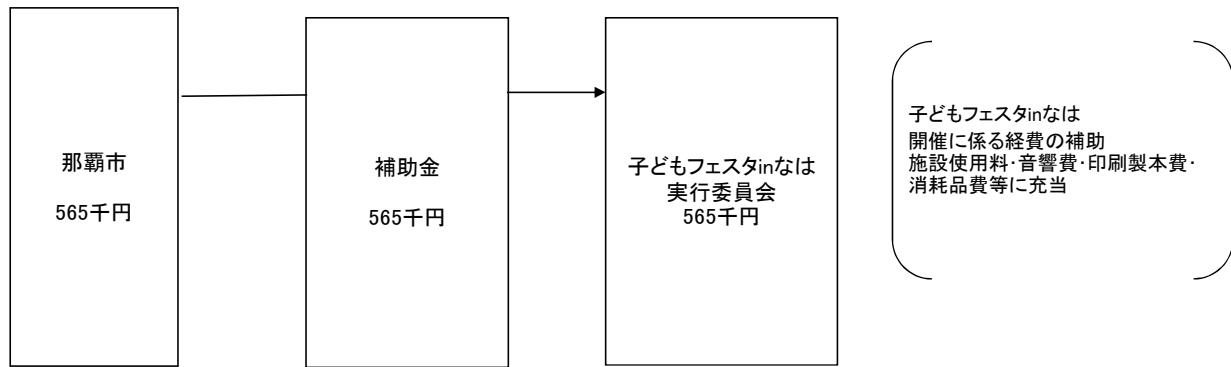 那覇市
565千円
補助金
565千円
子どもフェスタinなは
実行委員会
565千円
子どもフェスタinなは
開催に係る経費の補助
施設使用料･音響費･印刷製本費･
消耗品費等に充当